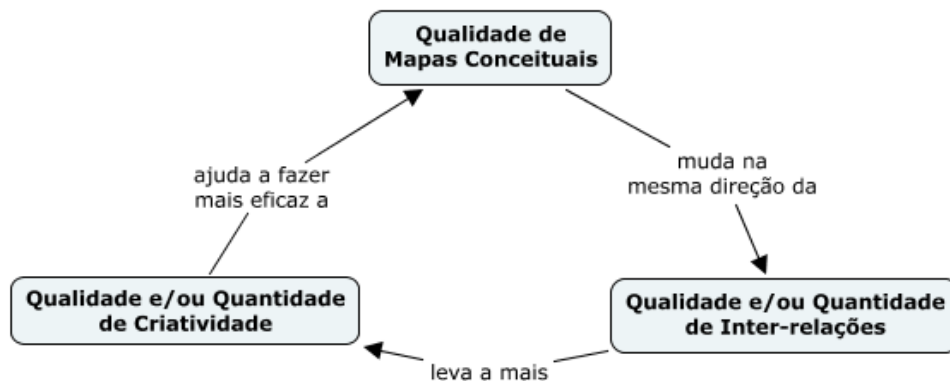 Qualidade de
Mapas Conceituais
ajuda a fazer
mais eficaz a
muda na
mesma direção da
Qualidade e/ou Quantidade
de Criatividade
Qualidade e/ou Quantidade
de Inter-relações
leva a mais